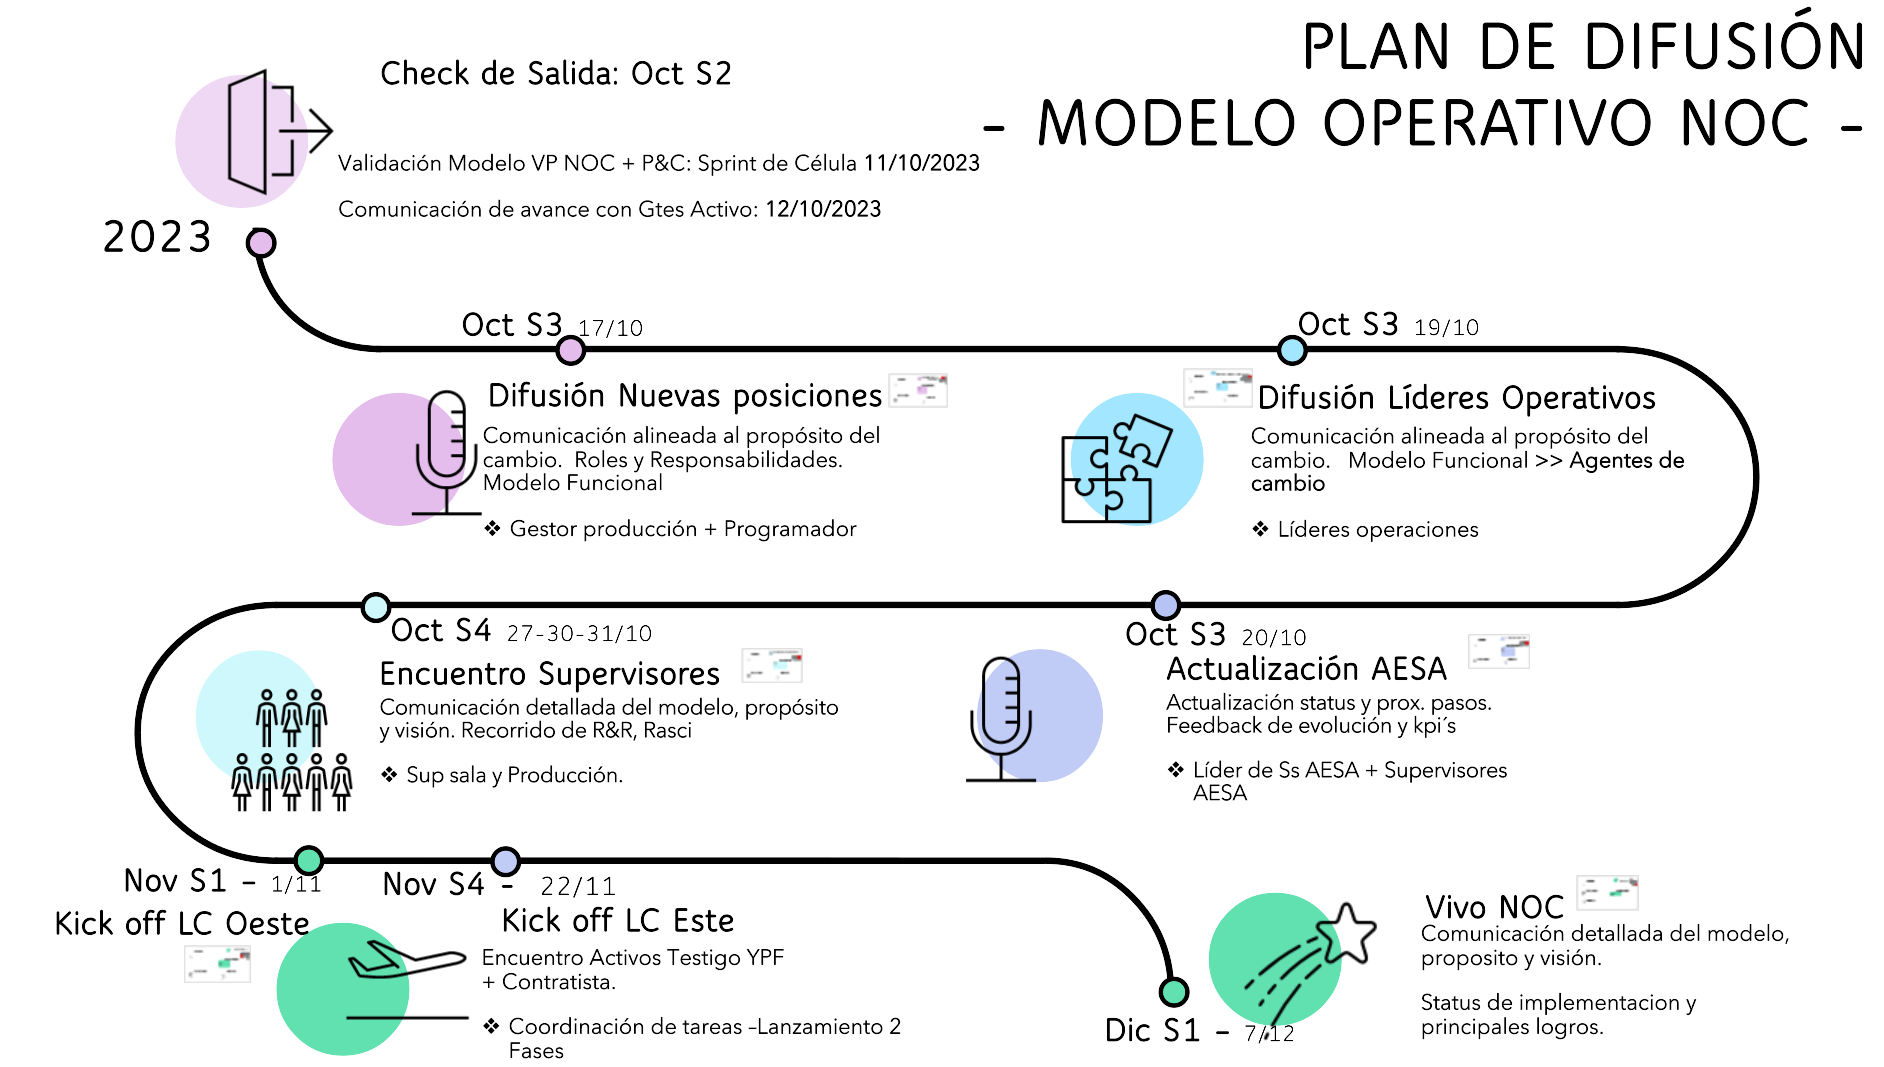 PLAN DE DIFUSIÓN
- MODELO OPERATIVO NOC -
Check de Salida: Oct S2
Validación Modelo VP NOC + P&C: Sprint de Célula 11/10/2023
Comunicación de avance con Gtes Activo: 12/10/2023
2023
Oct S3 17/10
Difusión Nuevas posiciones
Comunicación alineada al propósito del
cambio. Roles y Responsabilidades.
Modelo Funcional
❖ Gestor producción + Programador
Oct S3 19/10
Difusión Líderes Operativos
Comunicación alineada al propósito del
cambio. Modelo Funcional >> Agentes de
cambio
❖ Líderes operaciones
Oct S3 20/10
Actualización AESA
Actualización status y prox. pasos.
Feedback de evolución y kpi´s
❖ Líder de Ss AESA + Supervisores
AESA
Oct S4 27-30-31/10
Encuentro Supervisores
Comunicación detallada del modelo, propósito
y visión. Recorrido de R&R, Rasci
❖ Sup sala y Producción.
Nov S1 - 1/11
Kick off LC Oeste
Nov S4 - 22/11
Kick off LC Este
Encuentro Activos Testigo YPF
+ Contratista.
❖ Coordinación de tareas –Lanzamiento 2
Fases
Dic S1 - 7/12
Vivo NOC
Comunicación detallada del modelo,
proposito y visión.
Status de implementacion y
principales logros.